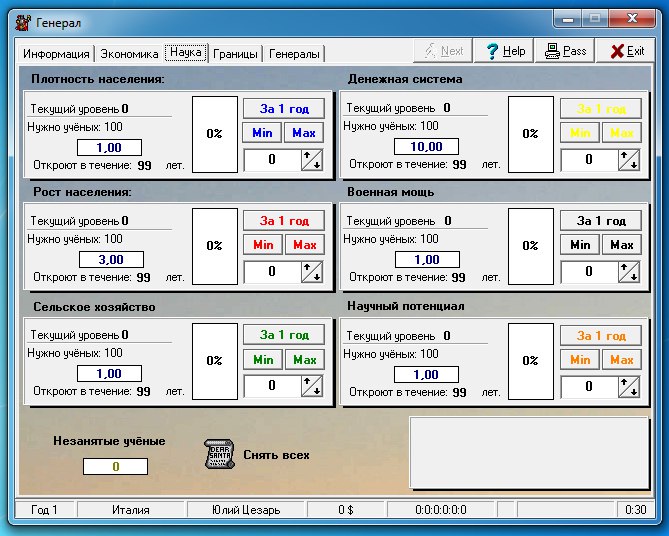 Генерал
Информация Экономика Наука Границы Генералы Next Help Pass Exit
Плотность населения:
Текущий уровень 0
Нужно учёных: 100
1,00
Откроют в течение: 99 лет.
0%
За 1 год
Min Max
0
Денежная система
Текущий уровень 0
Нужно учёных: 100
10,00
Откроют в течение: 99 лет.
0%
За 1 год
Min Max
0
Рост населения:
Текущий уровень 0
Нужно учёных: 100
3,00
Откроют в течение: 99 лет.
0%
За 1 год
Min Max
0
Военная мощь
Текущий уровень 0
Нужно учёных: 100
1,00
Откроют в течение: 99 лет.
0%
За 1 год
Min Max
0
Сельское хозяйство
Текущий уровень 0
Нужно учёных: 100
1,00
Откроют в течение: 99 лет.
0%
За 1 год
Min Max
0
Научный потенциал
Текущий уровень 0
Нужно учёных: 100
1,00
Откроют в течение: 99 лет.
0%
За 1 год
Min Max
0
Незанятые учёные
0
DEAR
SANTA
Снять всех
Год 1 Италия Юлий Цезарь 0 $ 0:0:0:0:0:0 0:30